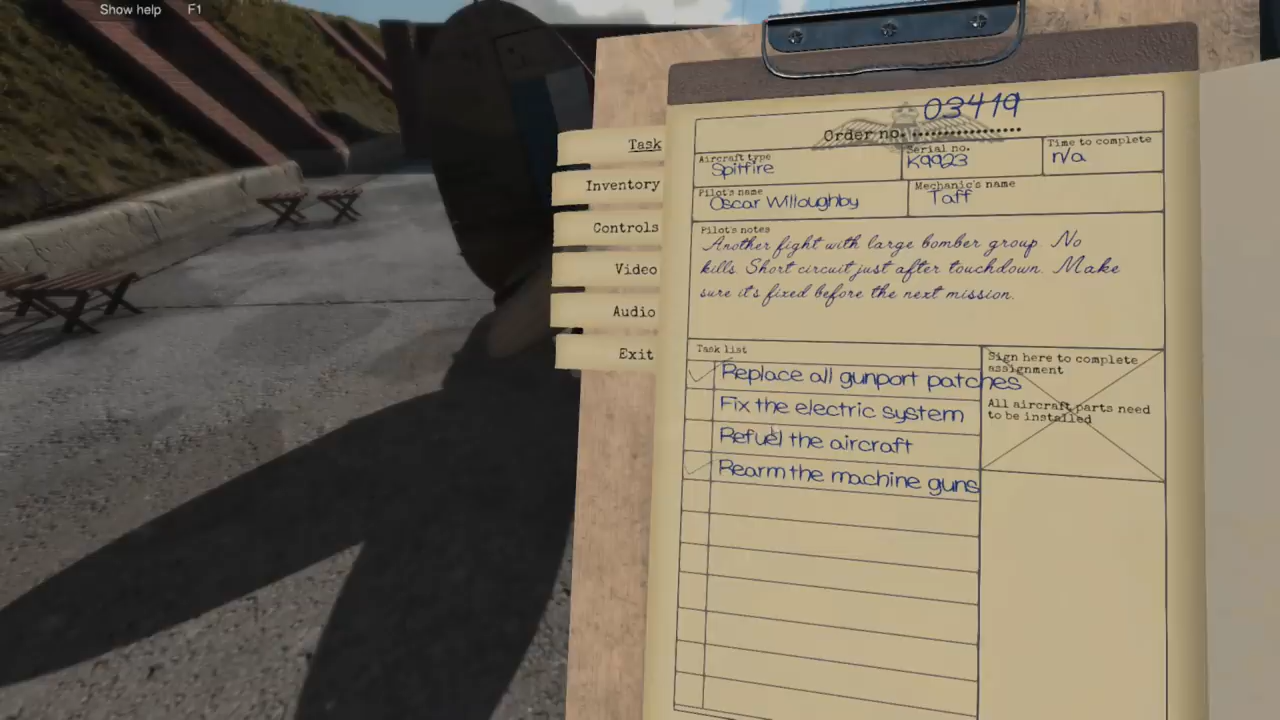 Show help F1
Task
Inventory
Controls
Video
Audio
Exit
Order no. 03419
Aircraft type
Spitfire
Serial no.
K9923
Time to complete
n/a
Pilot's name
Oscar Willoughby
Mechanic's name
Taff
Pilot's notes
Another fight with large bomber group. No
kills. Short circuit just after touchdown. Make
sure it's fixed before the next mission.
Task list
Replace all gunport patches
Fix the electric system
Refuel the aircraft
Rearm the machine guns
Sign here to complete
assignment
All aircraft parts need
to be installed